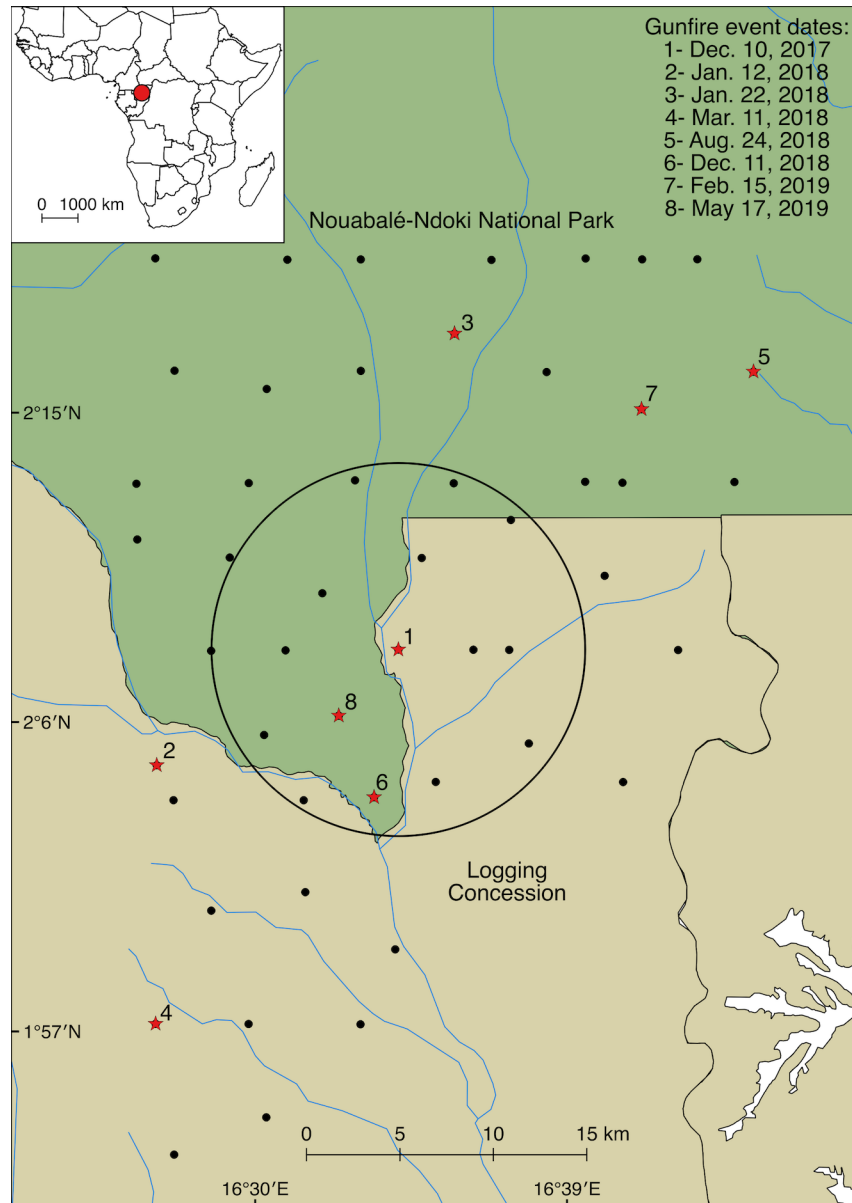 Gunfire event dates:
1- Dec. 10, 2017
2- Jan. 12, 2018
3- Jan. 22, 2018
4- Mar. 11, 2018
5- Aug. 24, 2018
6- Dec. 11, 2018
7- Feb. 15, 2019
8- May 17, 2019
0 1000 km
Nouabalé-Ndoki National Park
3
5
7
2°15′N
1
8
2°6′N
2
6
Logging
Concession
4
1°57′N
0 5 10 15 km
16°30′E 16°39′E